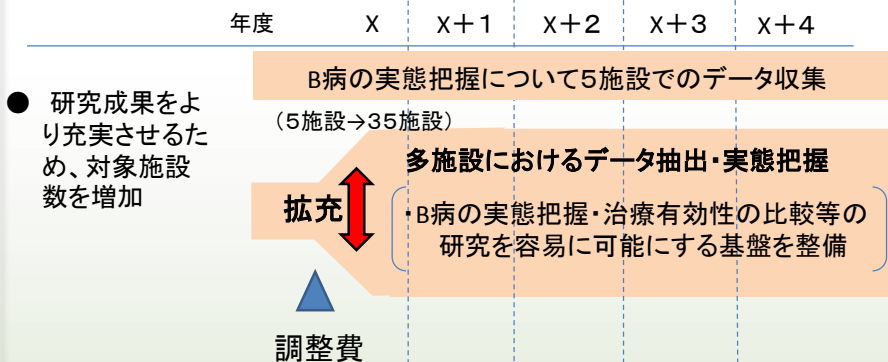 年度 X X+1 X+2 X+3 X+4
B病の実態把握について5施設でのデータ収集
● 研究成果をよ
り充実させるた
め、対象施設
数を増加
（5施設→35施設）
多施設におけるデータ抽出・実態把握
拡充
・B病の実態把握・治療有効性の比較等の
研究を容易に可能にする基盤を整備
調整費